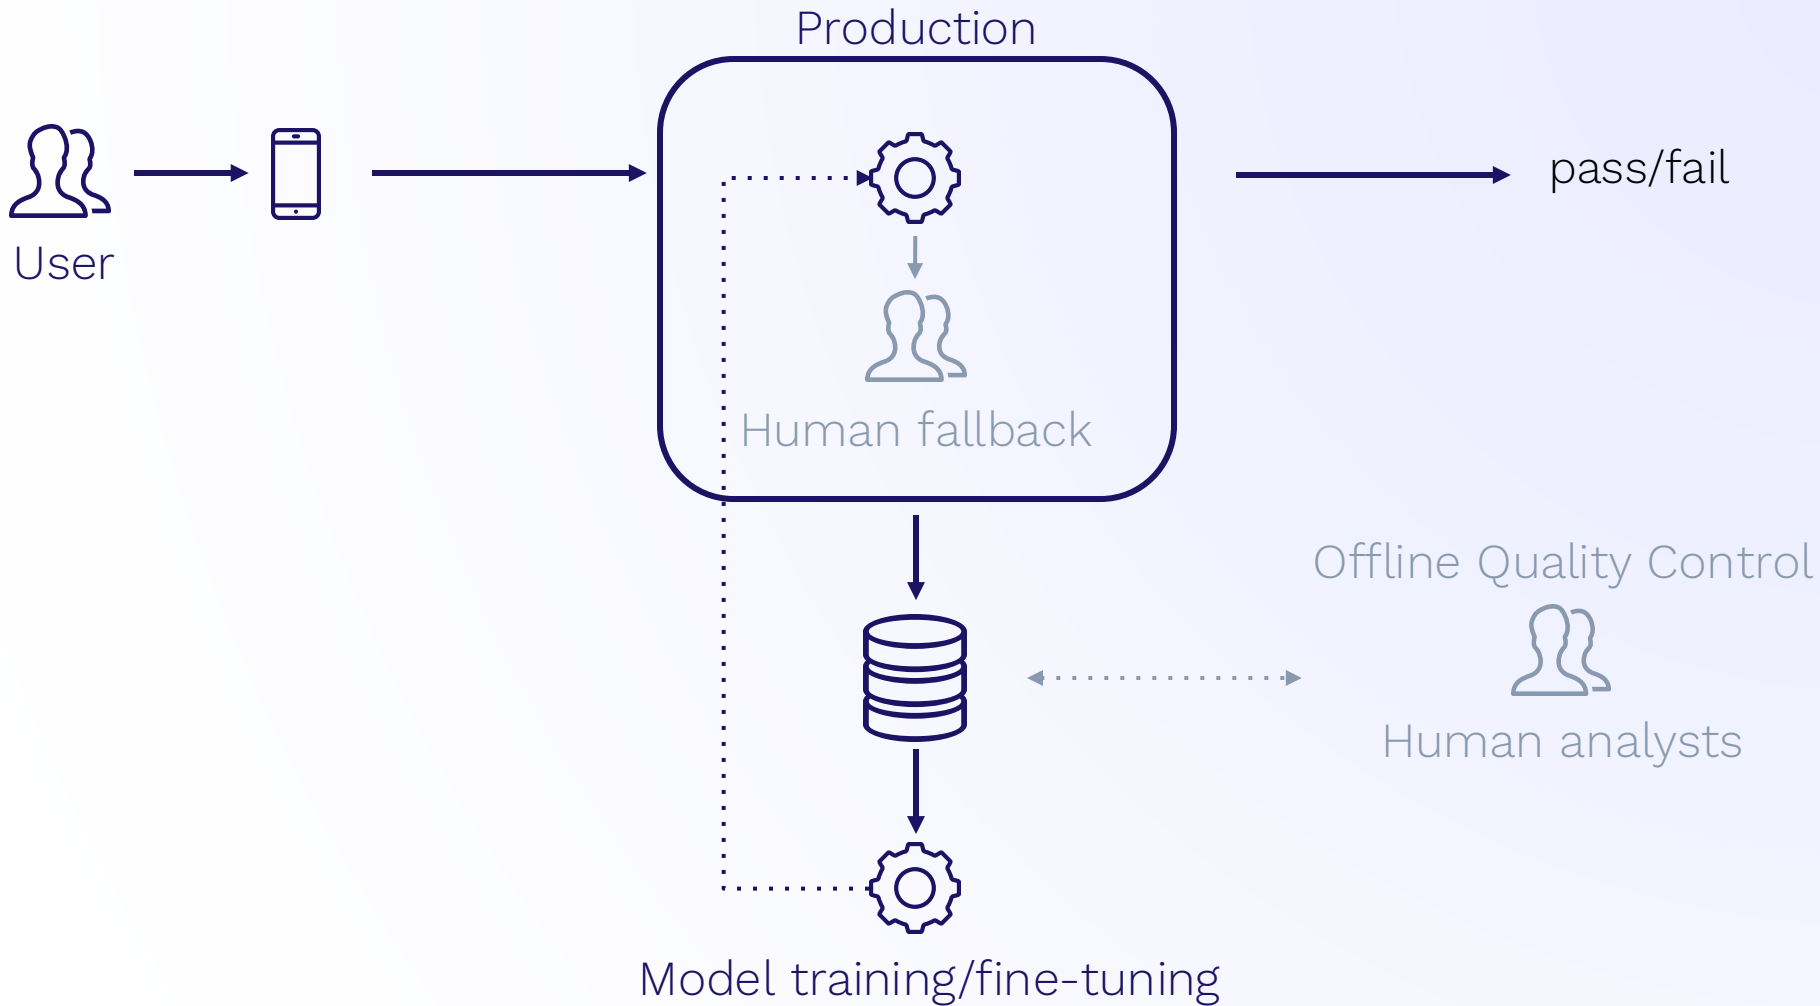 Production
pass/fail
User
Human fallback
Offline Quality Control
Human analysts
Model training/fine-tuning